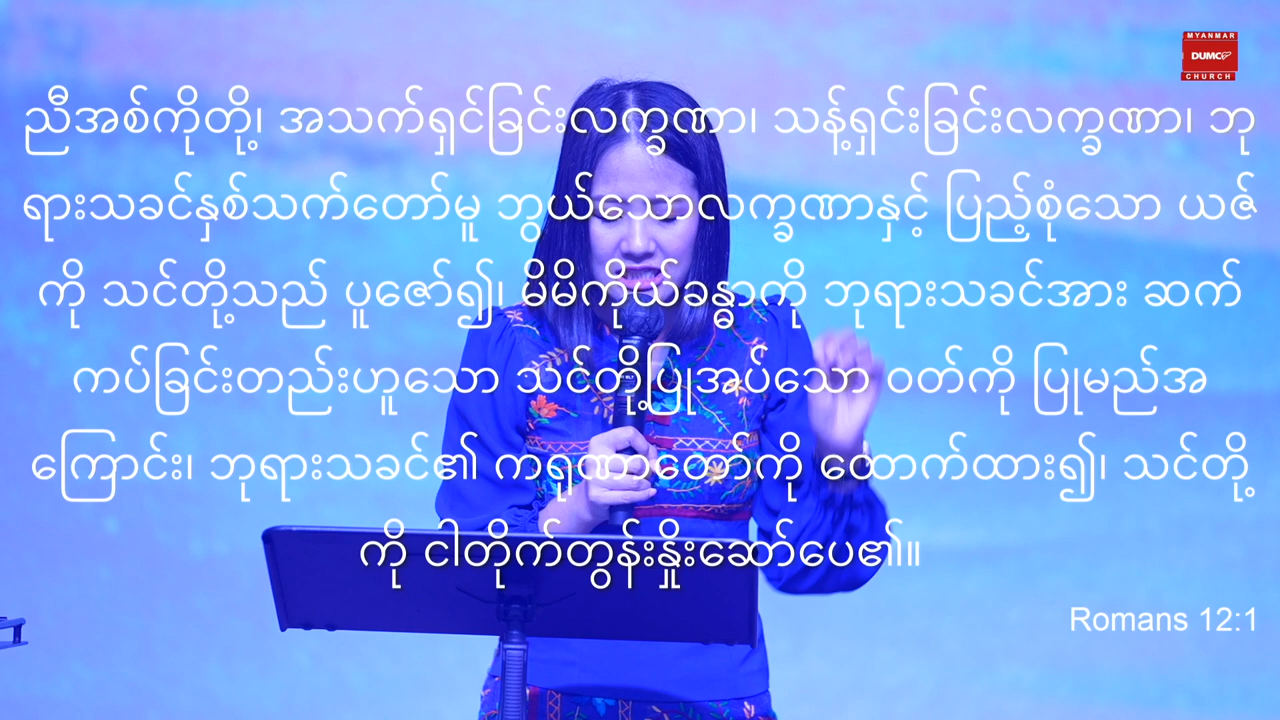 MYANMAR
DUMC
CHURCH
ညီအစ်ကိုတို့၊ အသက်ရှင်ခြင်းလက္ခဏာ၊ သန့်ရှင်းခြင်းလက္ခဏာ၊ ဘု
ရားသခင်နှစ်သက်တော်မူ ဘွယ်သောလက္ခဏာနှင့် ပြည့်စုံသော ယဇ်
ကို သင်တို့သည် ပူဇော်၍၊ မိမိကိုယ်ခန္ဓာကို ဘုရားသခင်အား ဆက်
ကပ်ခြင်းတည်းဟူသော သင်တို့ပြုအပ်သော ဝတ်ကို ပြုမည်အ
ကြောင်း၊ ဘုရားသခင်၏ ကရုဏာတော်ကို ထောက်ထား၍၊ သင်တို့
ကို ငါတိုက်တွန်းနှိုးဆော်ပေ၏။
Romans 12:1